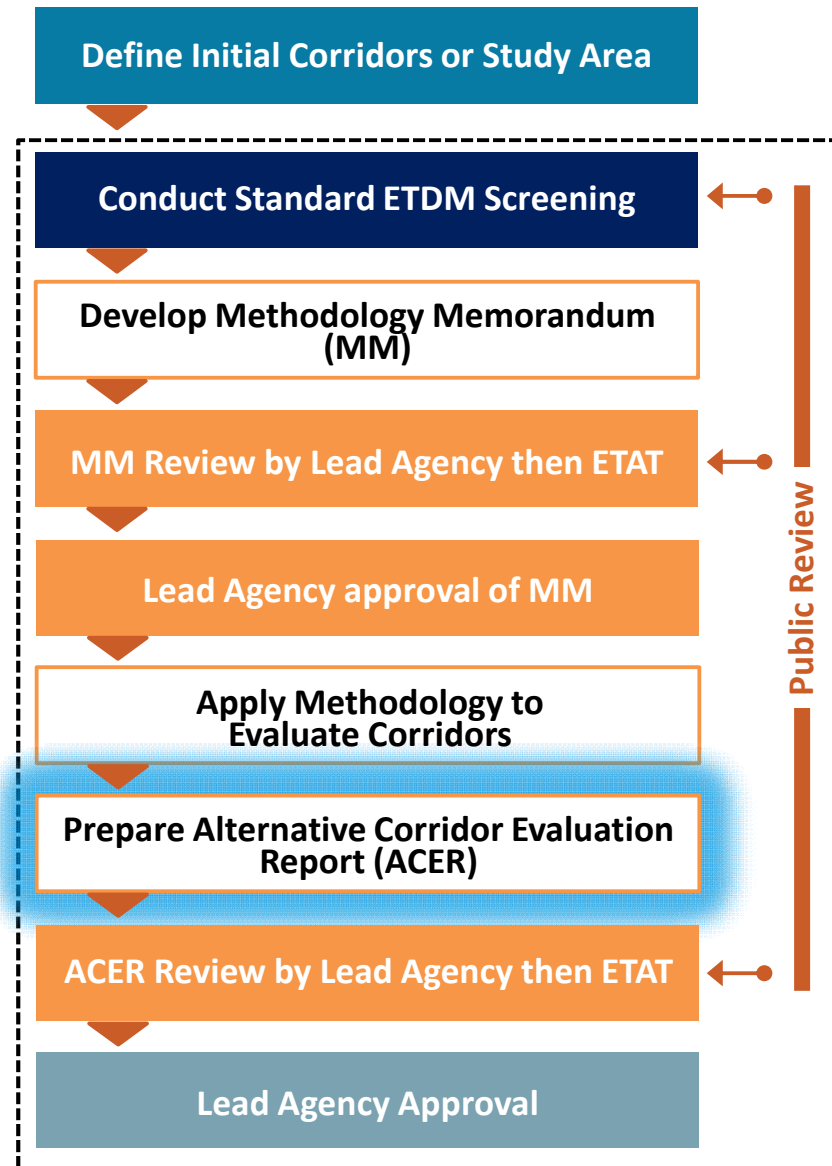 Define Initial Corridors or Study Area
Conduct Standard ETDM Screening
Develop Methodology Memorandum
(MM)
MM Review by Lead Agency then ETAT
Lead Agency approval of MM
Apply Methodology to
Evaluate Corridors
Prepare Alternative Corridor Evaluation
Report (ACER)
ACER Review by Lead Agency then ETAT
Lead Agency Approval
Public Review